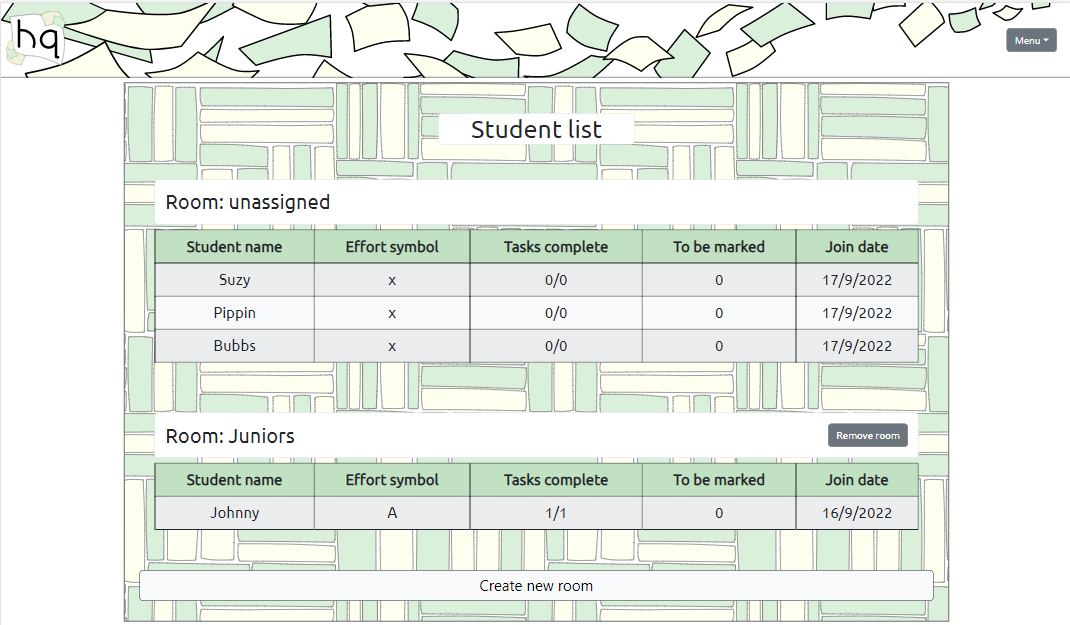 hq
Menu
Student list
Room: unassigned
Student name Effort symbol Tasks complete To be marked Join date
Suzy x 0/0 0 17/9/2022
Pippin x 0/0 0 17/9/2022
Bubbs x 0/0 0 17/9/2022
Room: Juniors Remove room
Student name Effort symbol Tasks complete To be marked Join date
Johnny A 1/1 0 16/9/2022
Create new room